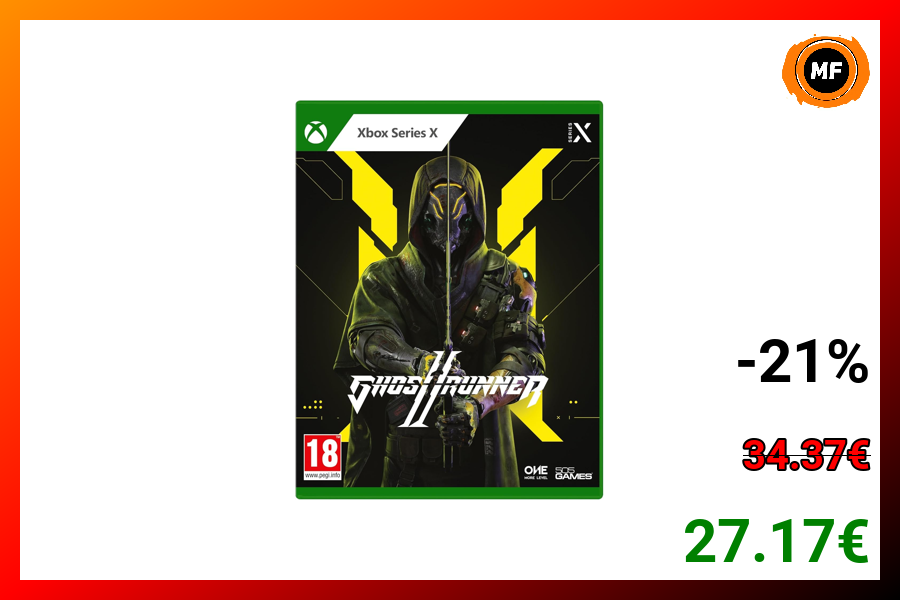 MF
Xbox Series X
SERIES X
GHOSTRUNNER
II
18
www.pegi.info
ONE
MORE LEVEL
505
GAMES
-21%
34.37€
27.17€